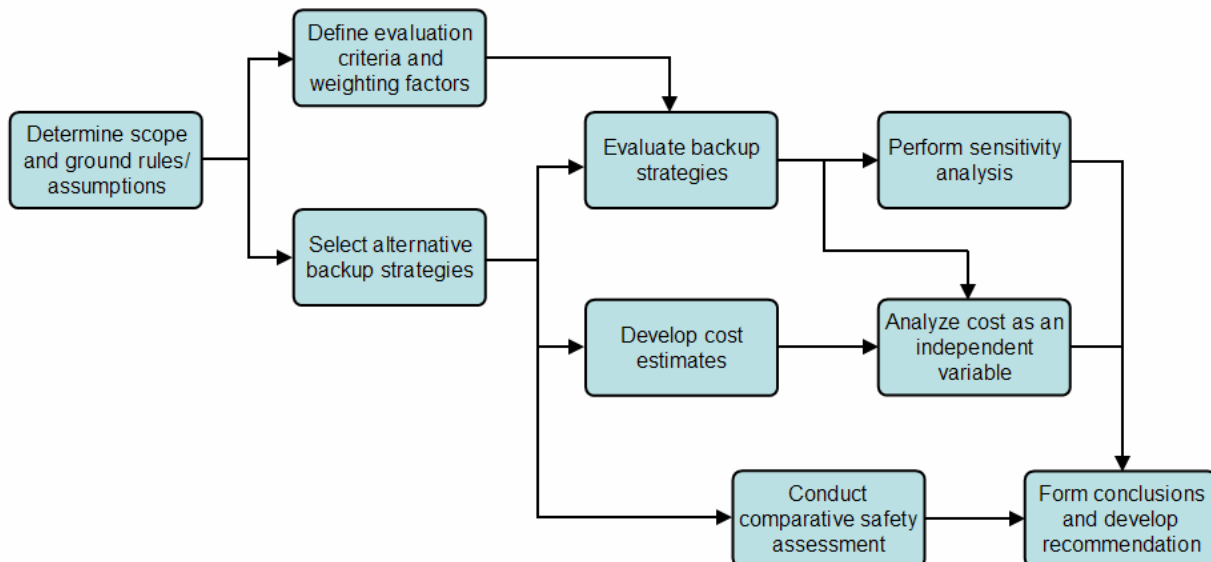 Define evaluation
criteria and
weighting factors
Determine scope
and ground rules/
assumptions
Evaluate backup
strategies
Perform sensitivity
analysis
Select alternative
backup strategies
Develop cost
estimates
Analyze cost as an
independent
variable
Conduct
comparative safety
assessment
Form conclusions
and develop
recommendation